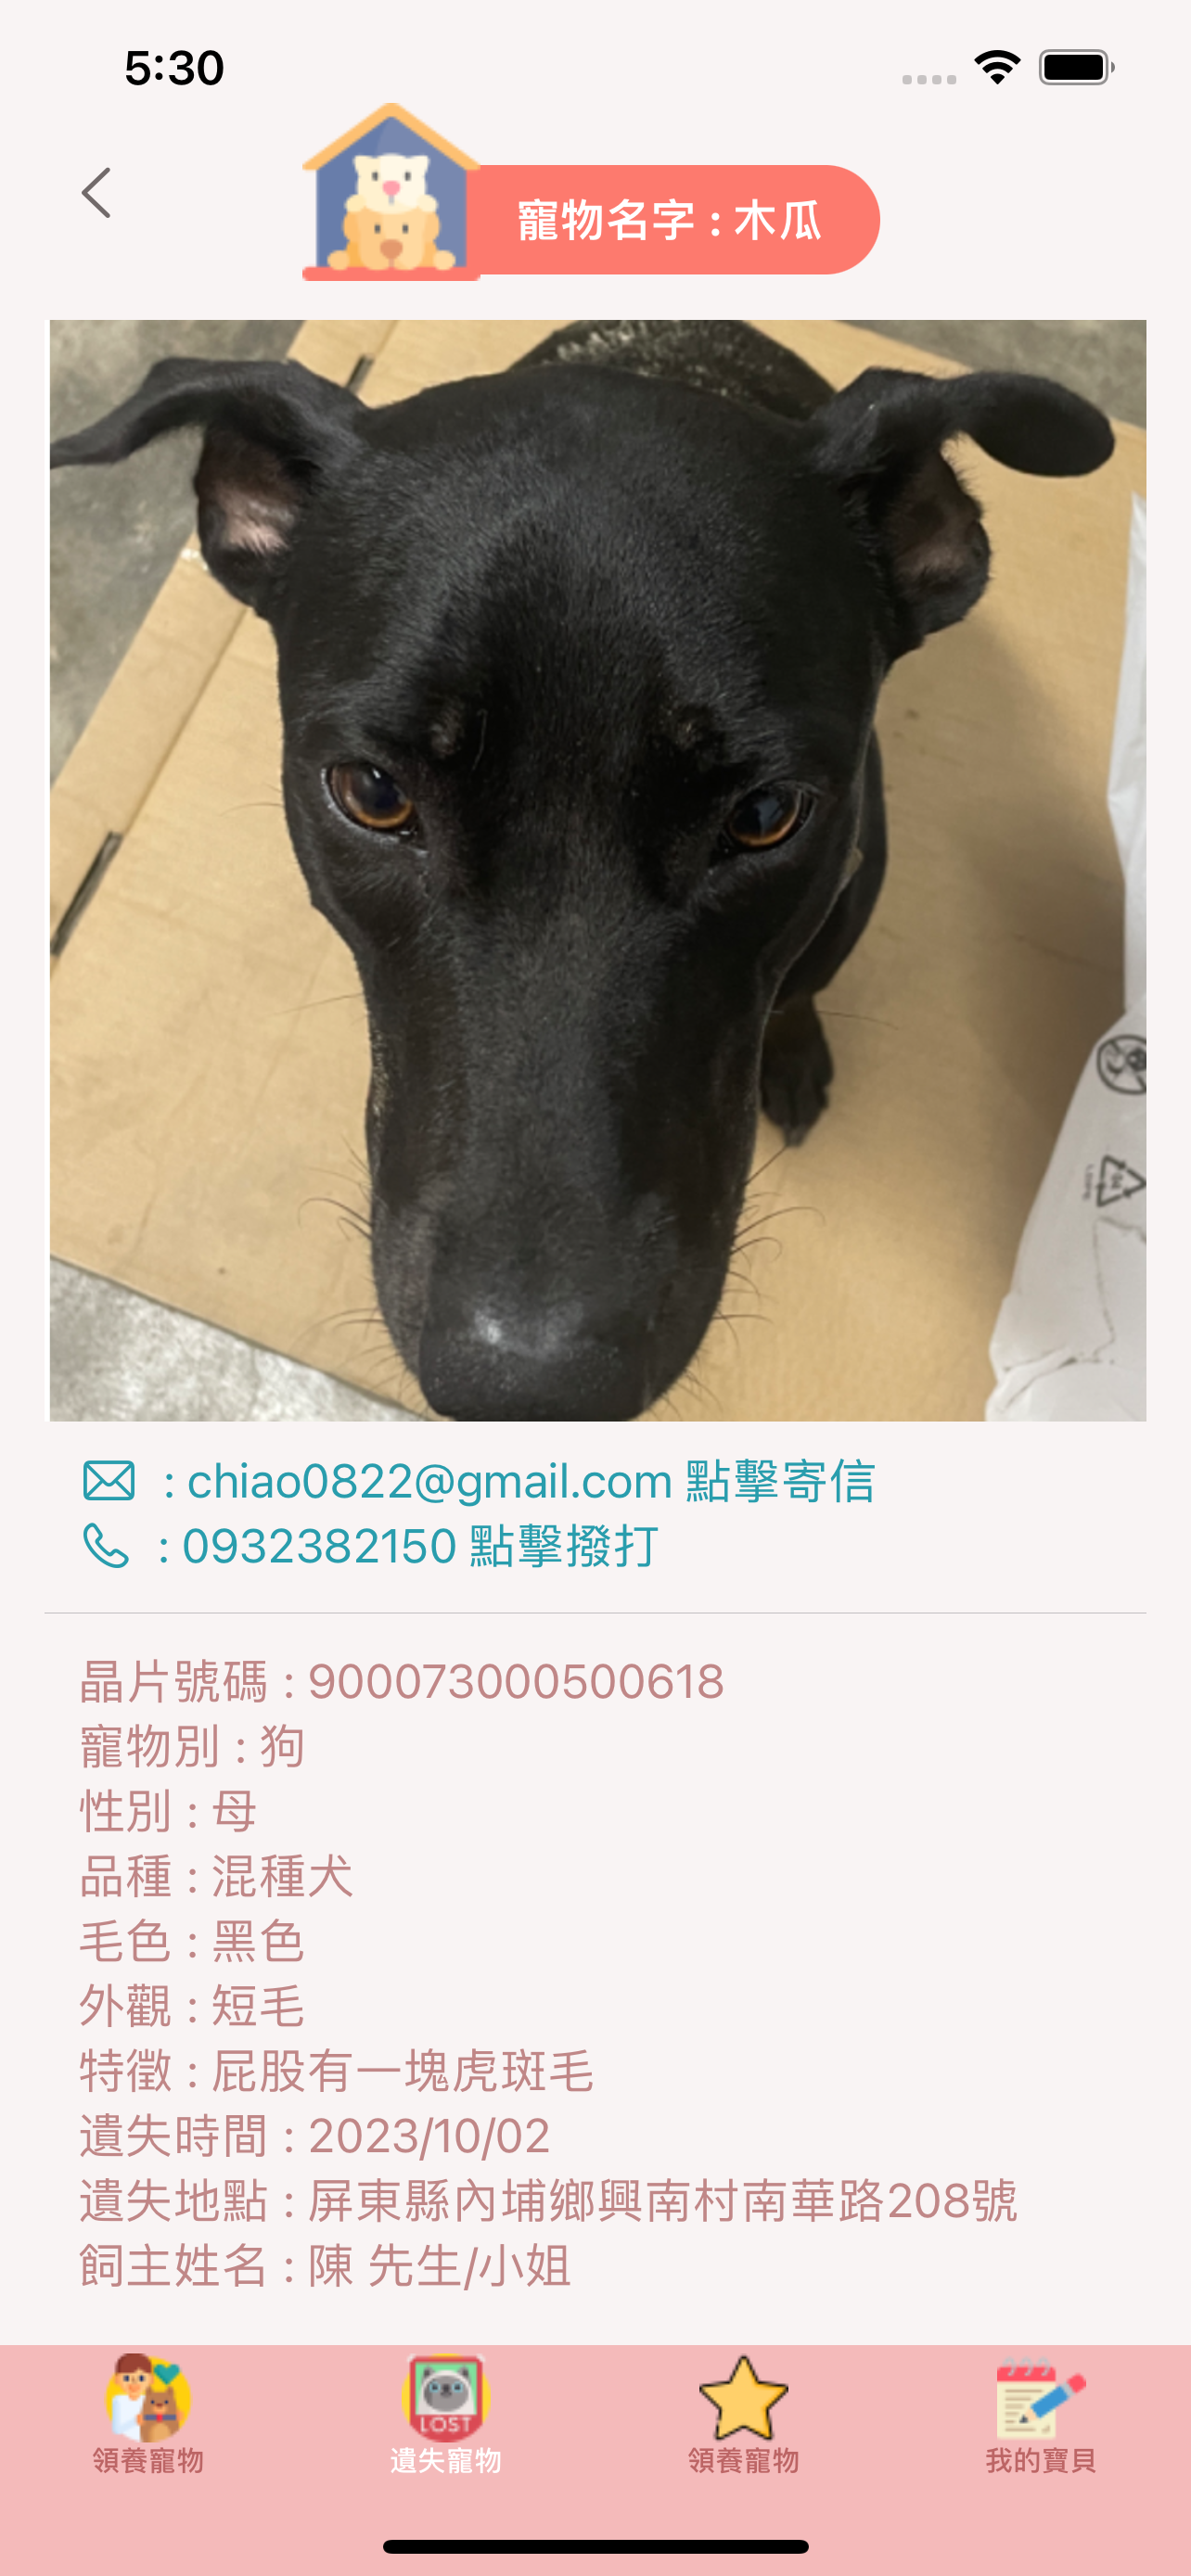 5:30
寵物名字 : 木瓜
: chiao0822@gmail.com 點擊寄信
: 0932382150 點擊撥打
晶片號碼 : 900073000500618
寵物別 : 狗
性別 : 母
品種 : 混種犬
毛色 : 黑色
外觀 : 短毛
特徵 : 屁股有一塊虎斑毛
遺失時間 : 2023/10/02
遺失地點 : 屏東縣內埔鄉興南村南華路208號
飼主姓名 : 陳 先生/小姐
LOST
領養寵物 遺失寵物 領養寵物 我的寶貝